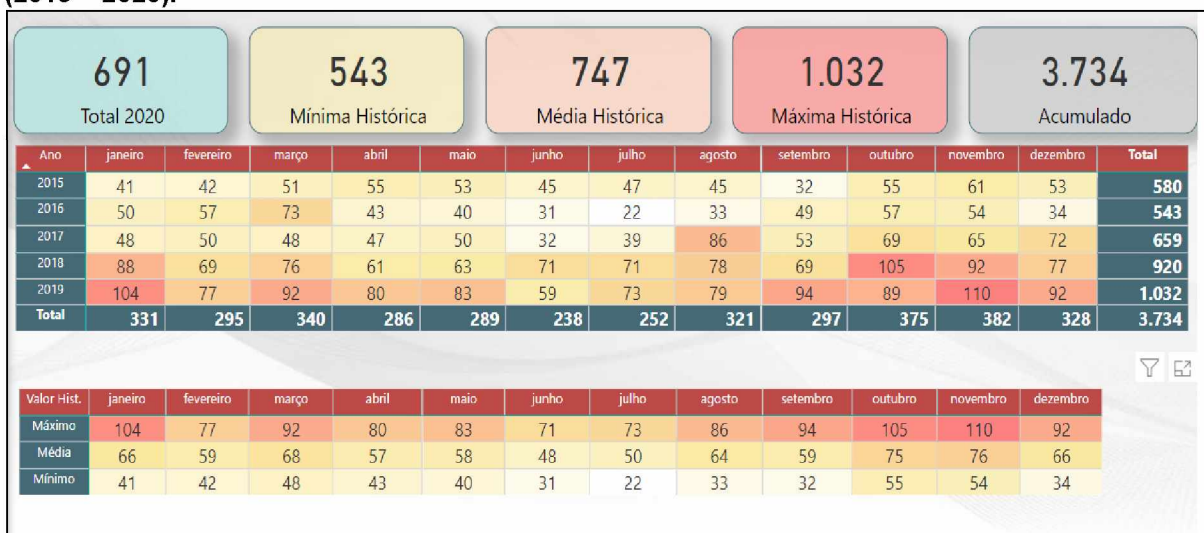 (2015 – 2020).
691 543 747 1.032 3.734
Total 2020 Mínima Histórica Média Histórica Máxima Histórica Acumulado
Ano janeiro fevereiro março abril maio junho julho agosto setembro outubro novembro dezembro Total
2015 41 42 51 55 53 45 47 45 32 55 61 53 580
2016 50 57 73 43 40 31 22 33 49 57 54 34 543
2017 48 50 48 47 50 32 39 86 53 69 65 72 659
2018 88 69 76 61 63 71 71 78 69 105 92 77 920
2019 104 77 92 80 83 59 73 79 94 89 110 92 1.032
Total 331 295 340 286 289 238 252 321 297 375 382 328 3.734
Valor Hist. janeiro fevereiro março abril maio junho julho agosto setembro outubro novembro dezembro
Máximo 104 77 92 80 83 71 73 86 94 105 110 92
Média 66 59 68 57 58 48 50 64 59 75 76 66
Mínimo 41 42 48 43 40 31 22 33 32 55 54 34